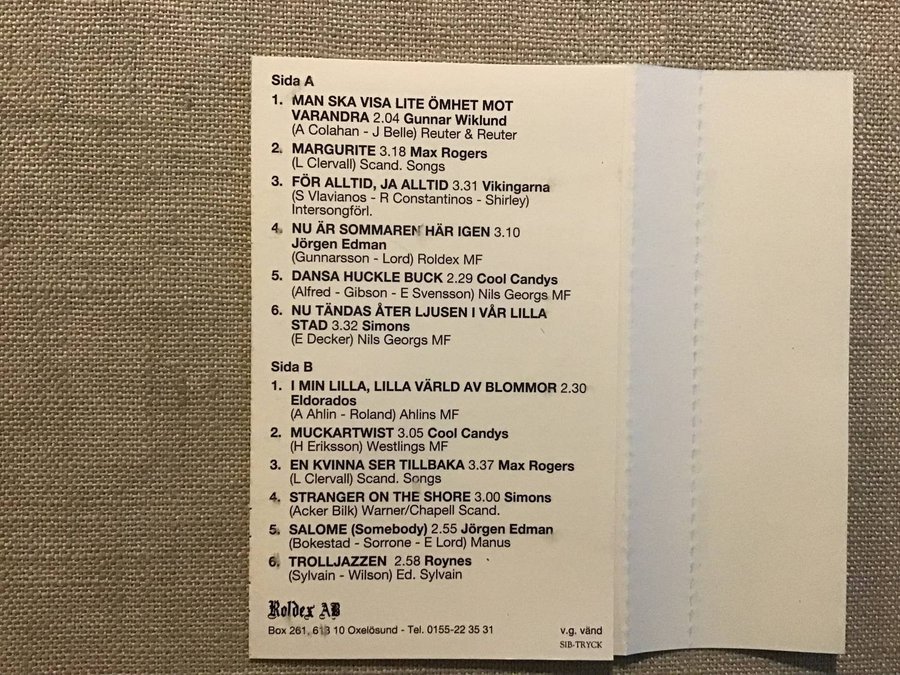 Sida A
1. MAN SKA VISA LITE ÖMHET MOT
VARANDRA 2.04 Gunnar Wiklund
(A Colahan - J Belle) Reuter & Reuter
2. MARGURITE 3.18 Max Rogers
(L Clervall) Scand. Songs
3. FÖR ALLTID, JA ALLTID 3.31 Vikingarna
(S Vlavianos - R Constantinos - Shirley)
Intersongförl.
4. NU ÄR SOMMAREN HÄR IGEN 3.10
Jörgen Edman
(Gunnarsson - Lord) Roldex MF
5. DANSA HUCKLE BUCK 2.29 Cool Candys
(Alfred - Gibson - E Svensson) Nils Georgs MF
6. NU TÄNDAS ÅTER LJUSEN I VÅR LILLA
STAD 3.32 Simons
(E Decker) Nils Georgs MF
Sida B
1. I MIN LILLA, LILLA VÄRLD AV BLOMMOR 2.30
Eldorados
(A Ahlin - Roland) Ahlins MF
2. MUCKARTWIST 3.05 Cool Candys
(H Eriksson) Westlings MF
3. EN KVINNA SER TILLBAKA 3.37 Max Rogers
(L Clervall) Scand. Songs
4. STRANGER ON THE SHORE 3.00 Simons
(Acker Bilk) Warner/Chapell Scand.
5. SALOME (Somebody) 2.55 Jörgen Edman
(Bokestad - Sorrone - E Lord) Manus
6. TROLLJAZZEN 2.58 Roynes
(Sylvain - Wilson) Ed. Sylvain
Roldex AB
Box 261, 613 10 Oxelösund - Tel. 0155-22 35 31
v.g. vänd
SIB-TRYCK